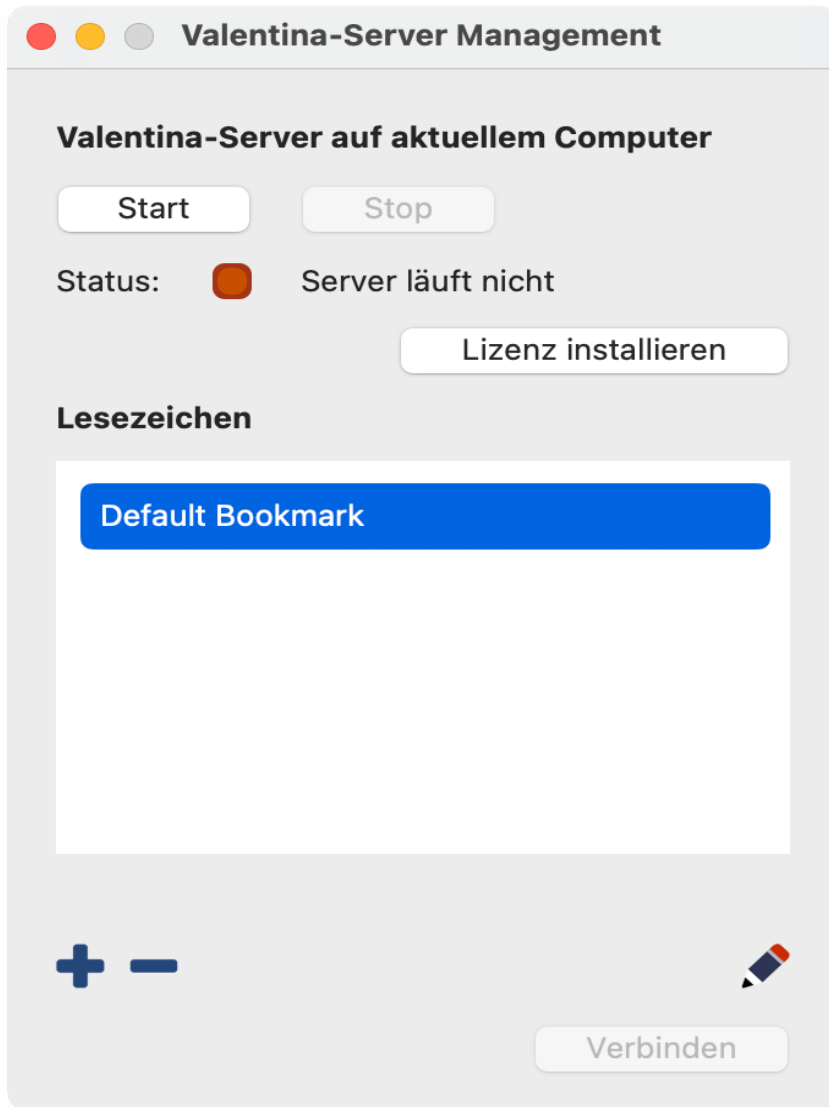 Valentina-Server Management
Valentina-Server auf aktuellem Computer
Start Stop
Status: Server läuft nicht
Lizenz installieren
Lesezeichen
Default Bookmark
Verbinden